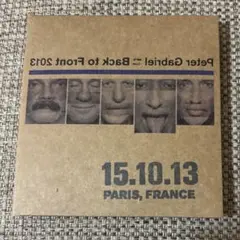 Peter Gabriel Back to Front 2013
15.10.13
PARIS, FRANCE